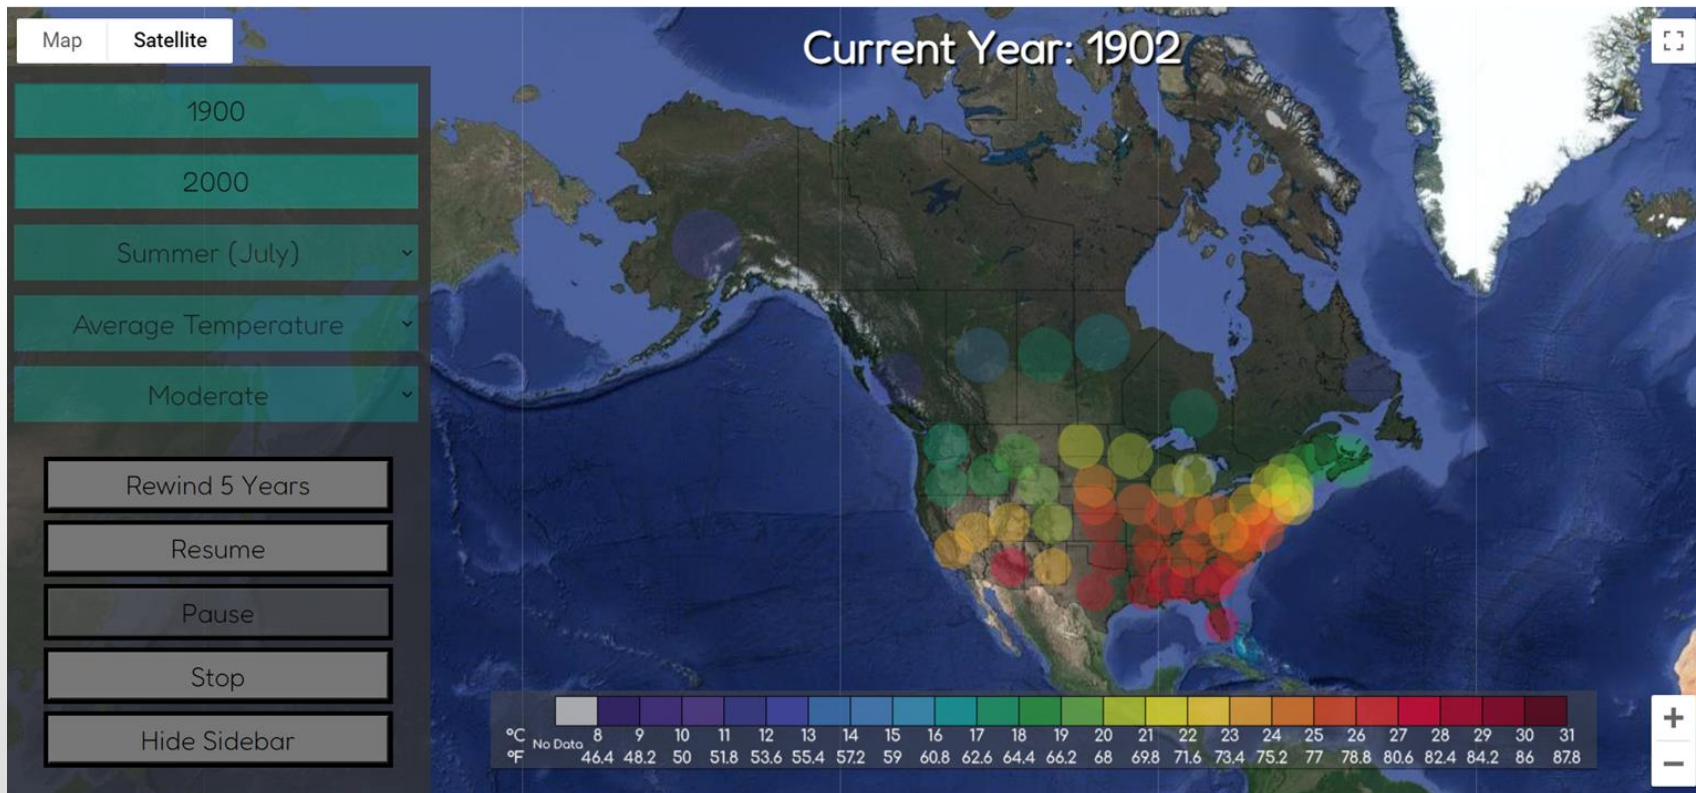 Map Satellite
Current Year: 1902
1900
2000
Summer (July)
Average Temperature
Moderate
Rewind 5 Years
Resume
Pause
Stop
Hide Sidebar
°C No Data 8 9 10 11 12 13 14 15 16 17 18 19 20 21 22 23 24 25 26 27 28 29 30 31
°F 46.4 48.2 50 51.8 53.6 55.4 57.2 59 60.8 62.6 64.4 66.2 68 69.8 71.6 73.4 75.2 77 78.8 80.6 82.4 84.2 86 87.8